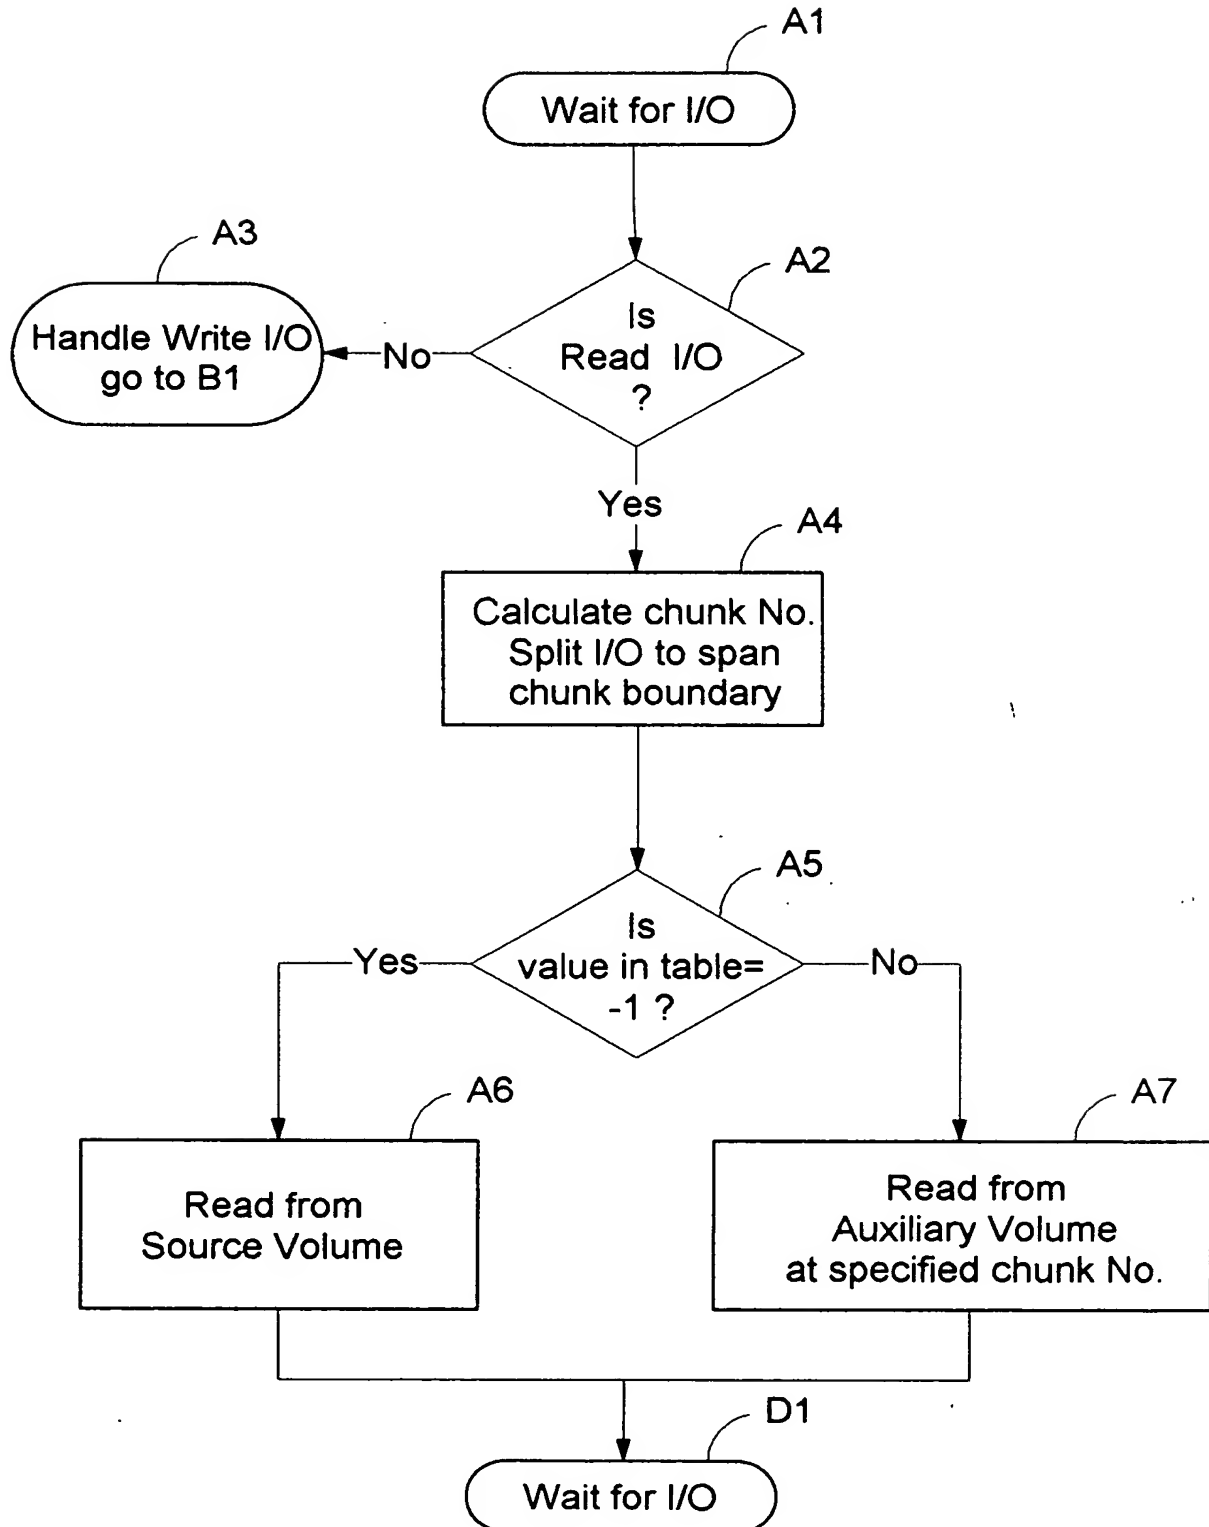 A1
Wait for I/O
A3
A2
Handle Write I/O
go to B1
No
Is
Read I/O
?
Yes
A4
Calculate chunk No.
Split I/O to span
chunk boundary
A5
Is
value in table=
-1 ?
Yes
No
A6
A7
Read from
Source Volume
Read from
Auxiliary Volume
at specified chunk No.
D1
Wait for I/O